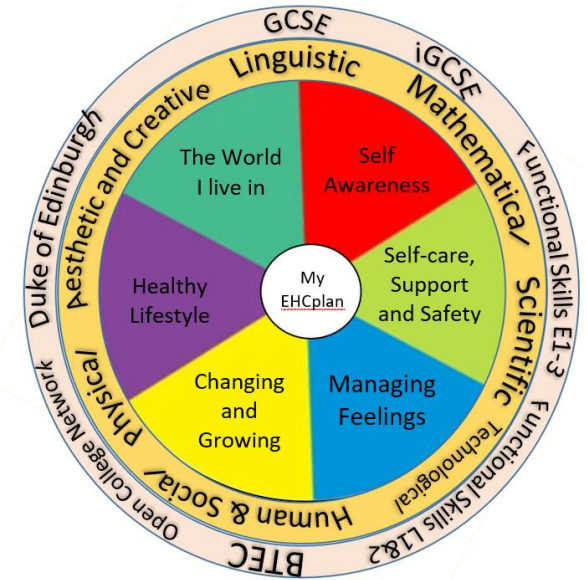 GCSE
iGCSE
Functional Skills E1-3
Functional Skills L1&2
BTEC
Open College Network
Duke of Edinburgh
Linguistic
Mathematical
Scientific
Technological
Human & Social
Physical
Aesthetic and Creative
The World
I live in
Self
Awareness
Self-care,
Support
and Safety
Managing
Feelings
Changing
and
Growing
Healthy
Lifestyle
My
EHCplan